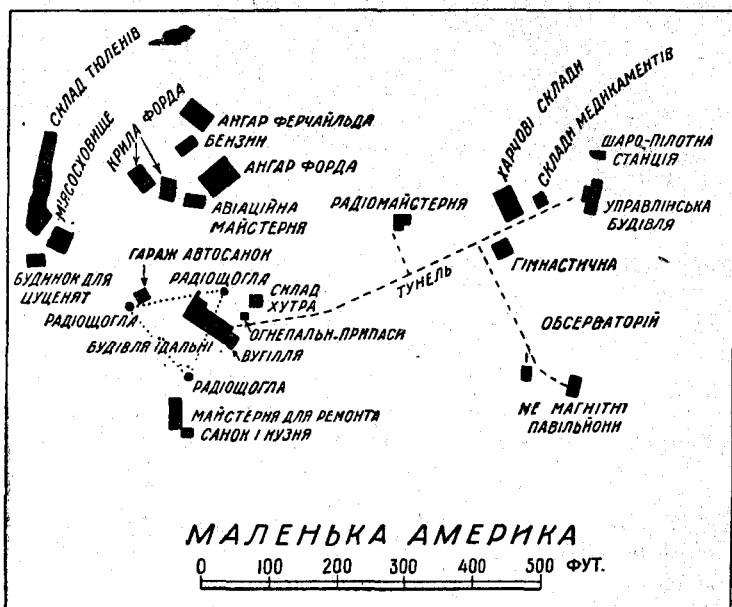 СКЛАД ТЮЛЕНІВ
М'ЯСОСХОВИЩЕ
КРИЛА ФОРДА
АНГАР ФЕРЧАЙЛЬДА
БЕНЗИН
АНГАР ФОРДА
АВІАЦІЙНА
МАЙСТЕРНЯ
РАДІОМАЙСТЕРНЯ
ХАРЧОВІ СКЛАДИ
СКЛАДИ МЕДИКАМЕНТІВ
ШАРО-ПІЛОТНА
СТАНЦІЯ
УПРАВЛІНСЬКА
БУДІВЛЯ
ГІМНАСТИЧНА
ТУНЕЛЬ
БУДИНОК ДЛЯ
ЦУЦЕНЯТ
ГАРАЖ АВТОСАНОК
РАДІОЩОГЛА
РАДІОЩОГЛА
СКЛАД
ХУТРА
ОГНЕПАЛЬН. ПРИПАСИ
ВУГІЛЛЯ
БУДІВЛЯ ЇДАЛЬНІ
РАДІОЩОГЛА
МАЙСТЕРНЯ ДЛЯ РЕМОНТА
САНОК І КУЗНЯ
ОБСЕРВАТОРІЙ
NЕ МАГНІТНІ
ПАВІЛЬЙОНИ
МАЛЕНЬКА АМЕРИКА
0 100 200 300 400 500 ФУТ.